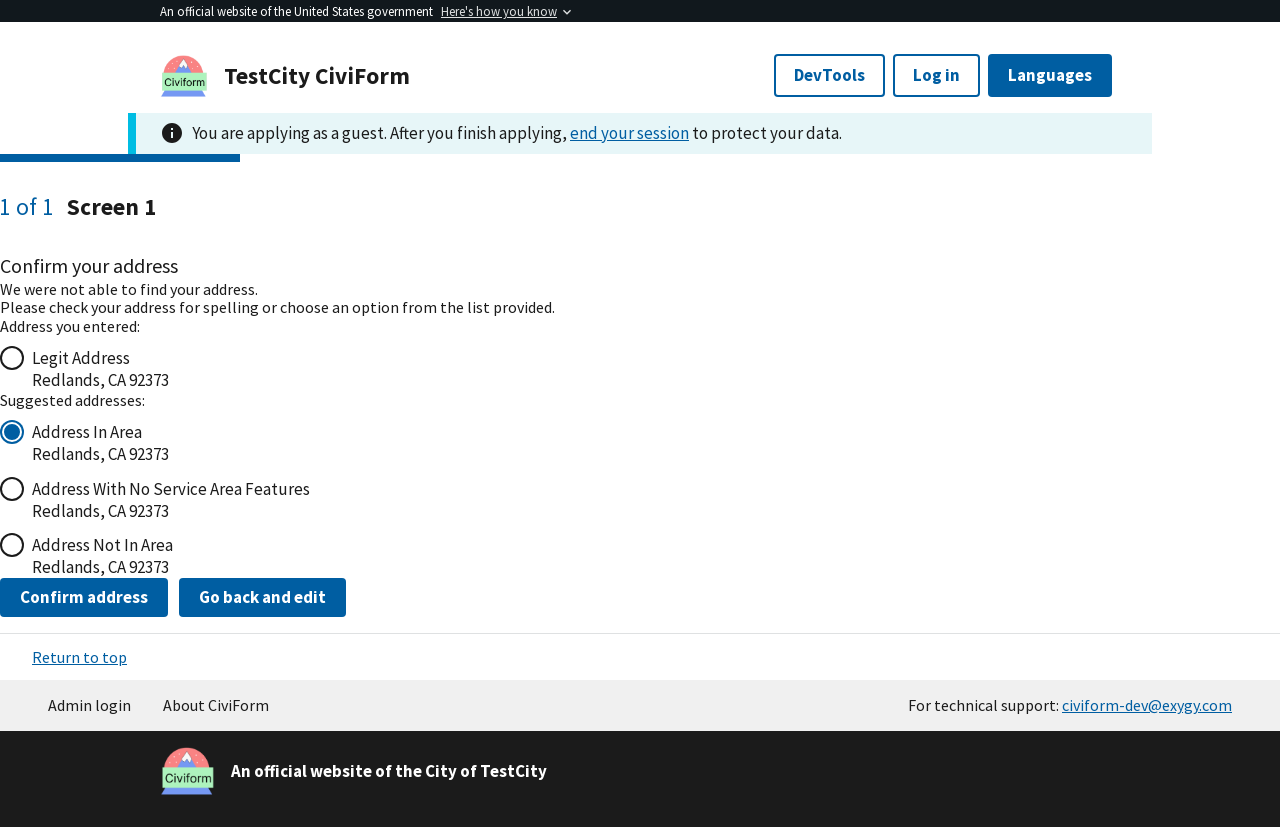 An official website of the United States government Here's how you know
Civiform
TestCity CiviForm
DevTools
Log in
Languages
You are applying as a guest. After you finish applying, end your session to protect your data.
1 of 1 Screen 1
Confirm your address
We were not able to find your address.
Please check your address for spelling or choose an option from the list provided.
Address you entered:
Legit Address
Redlands, CA 92373
Suggested addresses:
Address In Area
Redlands, CA 92373
Address With No Service Area Features
Redlands, CA 92373
Address Not In Area
Redlands, CA 92373
Confirm address
Go back and edit
Return to top
Admin login
About CiviForm
For technical support: civiform-dev@exygy.com
Civiform
An official website of the City of TestCity